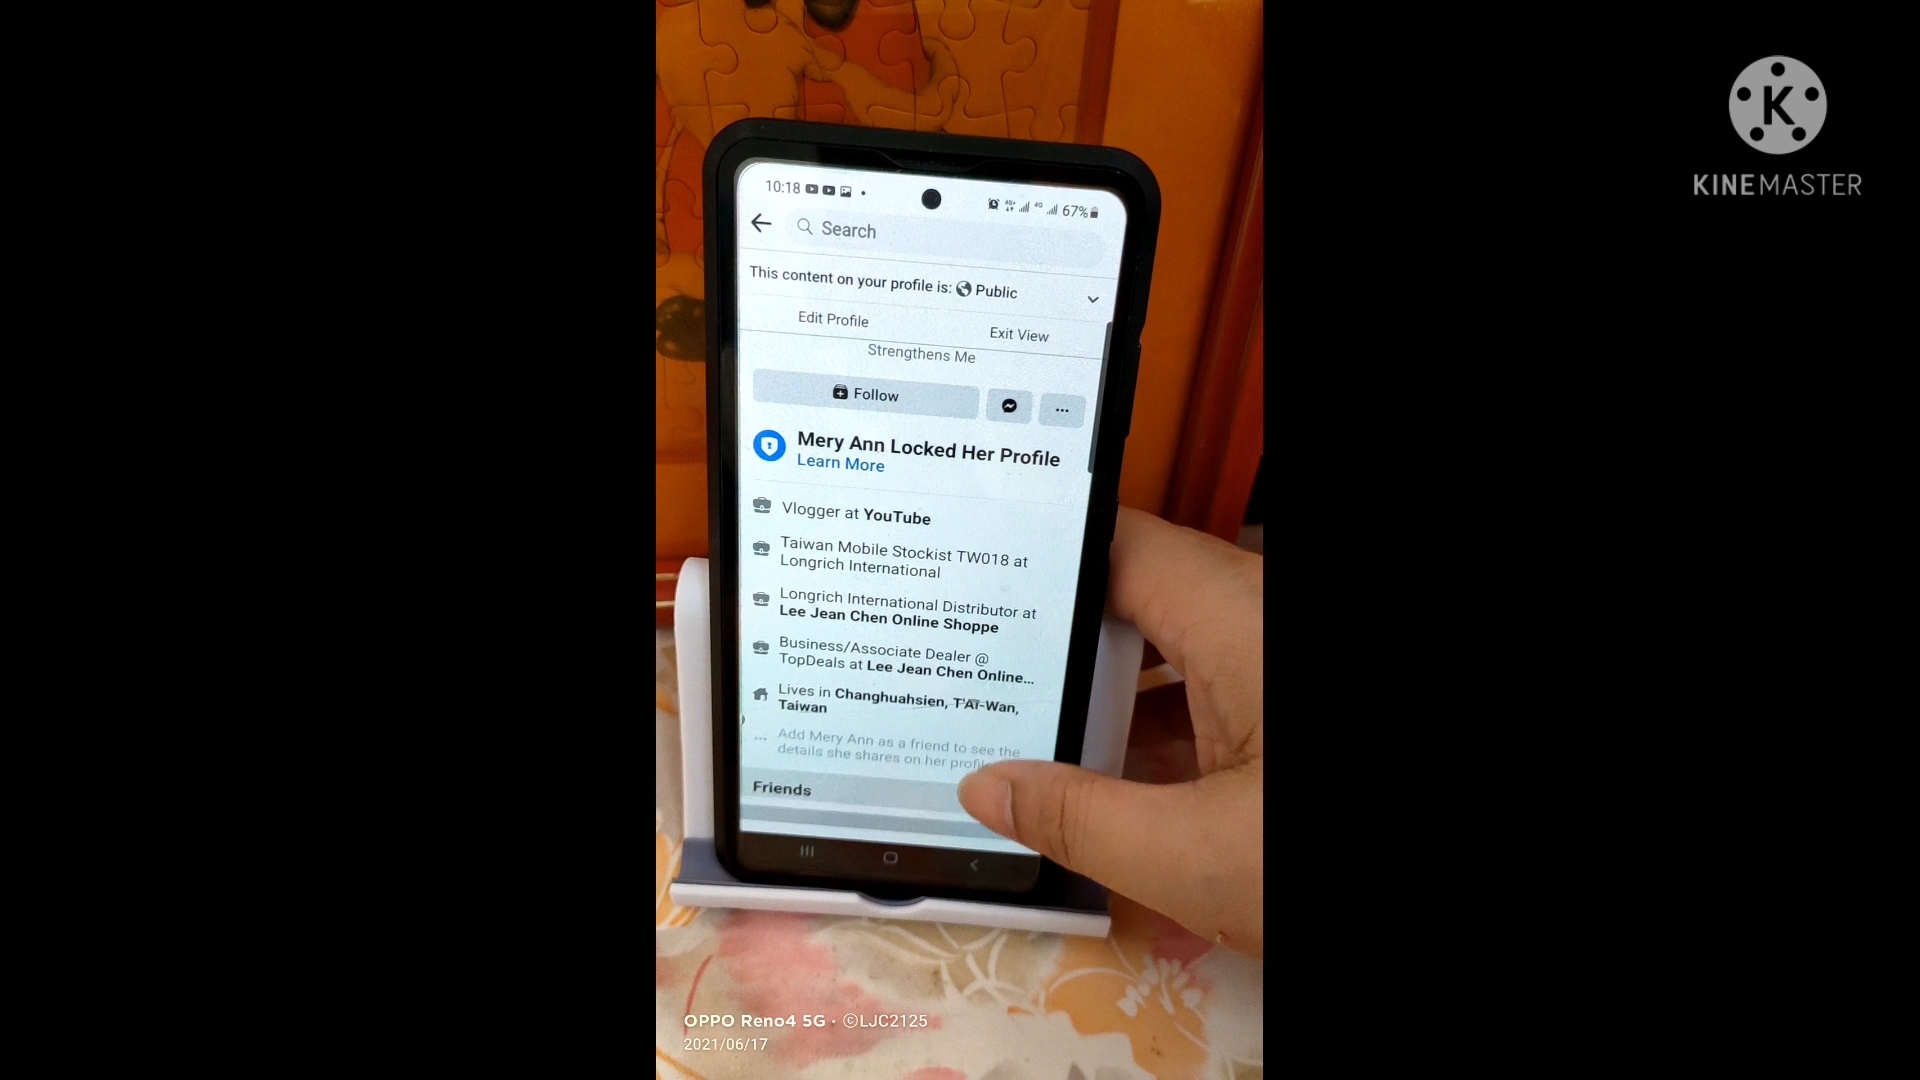 KINEMASTER
10:18
67%
Search
This content on your profile is: Public
Edit Profile
Exit View
Strengthens Me
Follow
Mery Ann Locked Her Profile
Learn More
Vlogger at YouTube
Taiwan Mobile Stockist TW018 at
Longrich International
Longrich International Distributor at
Lee Jean Chen Online Shoppe
Business/Associate Dealer @
TopDeals at Lee Jean Chen Online...
Lives in Changhuahsien, T'Ai-Wan,
Taiwan
Add Mery Ann as a friend to see the
details she shares on her profile
Friends
OPPO Reno4 5G · ©LJC2125
2021/06/17